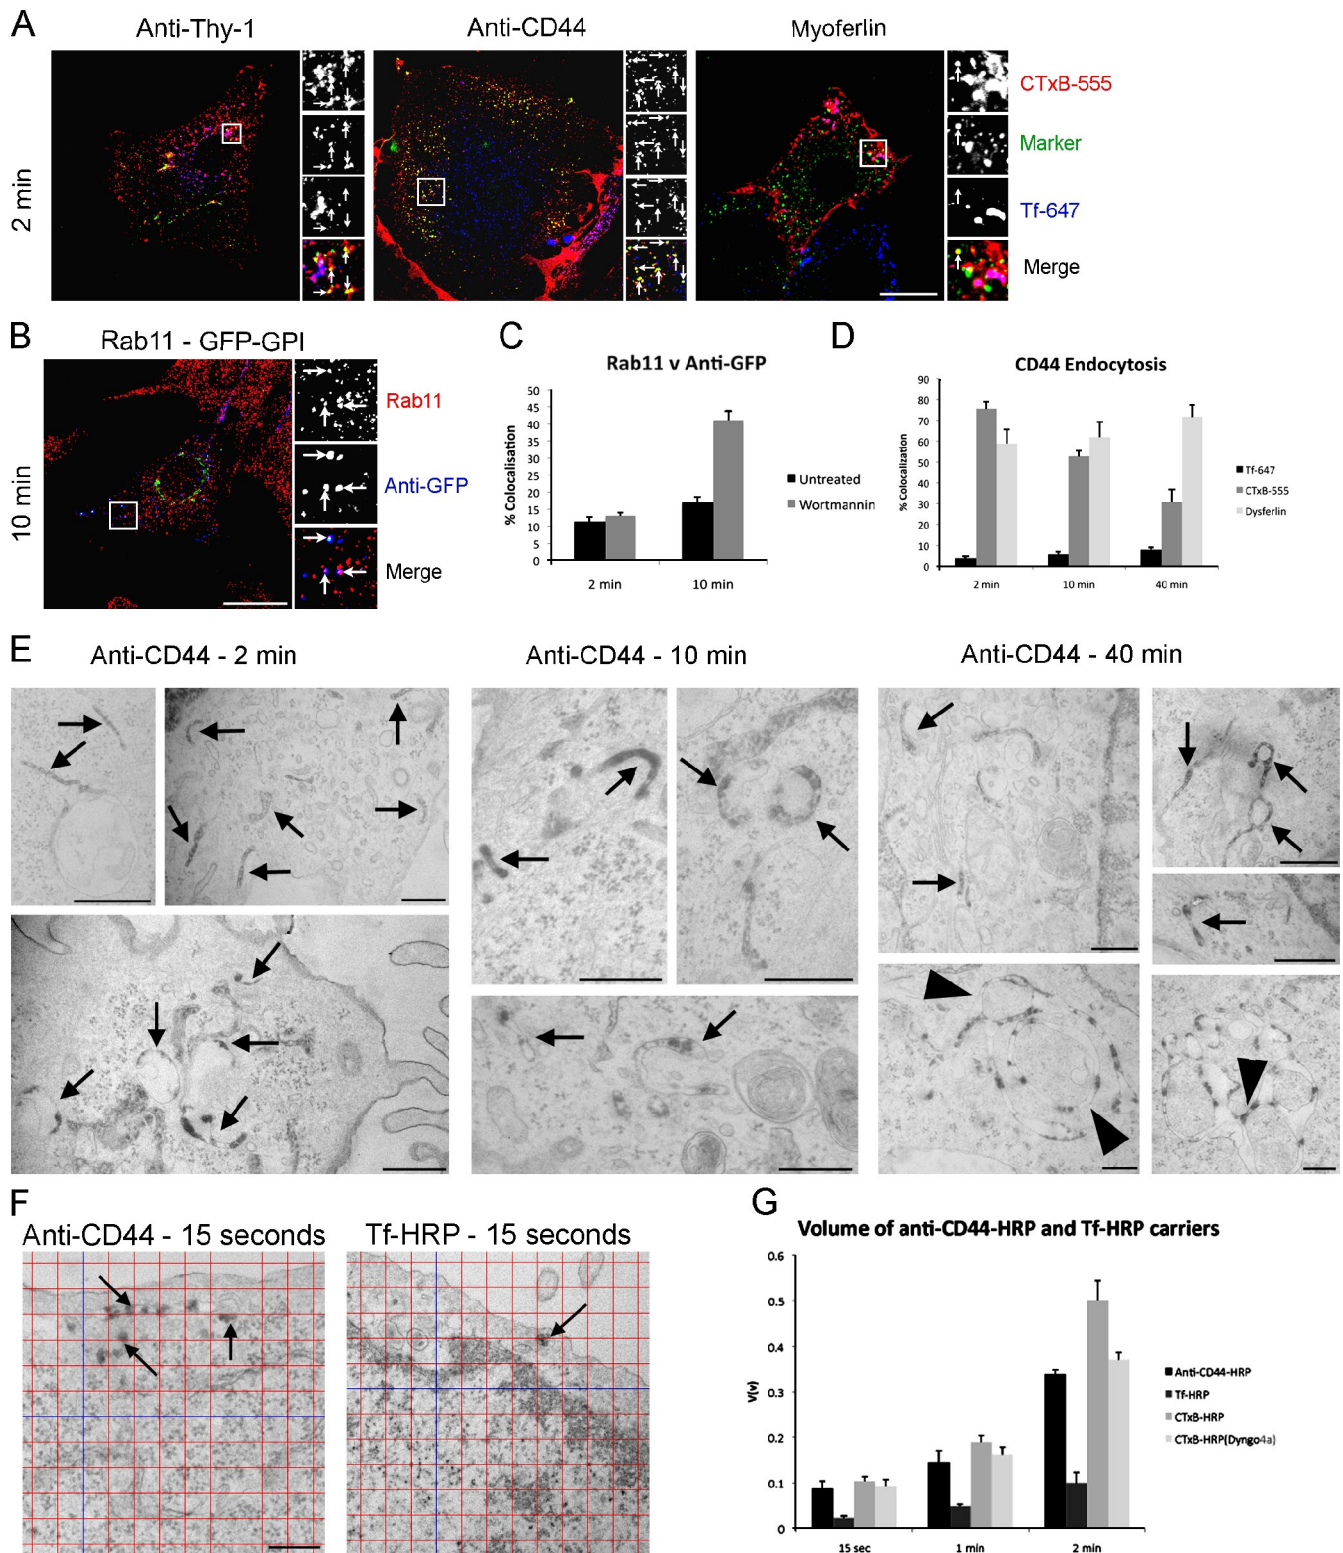 A
Anti-Thy-1
Anti-CD44
Myoferlin
2 min
CTxB-555
Marker
Tf-647
Merge
B
Rab11 - GFP-GPI
10 min
Rab11
Anti-GFP
Merge
C
Rab11 v Anti-GFP
% Colocalisation
50
45
40
35
30
25
20
15
10
5
0
2 min
10 min
Untreated
Wortmannin
D
CD44 Endocytosis
% Colocalization
90
80
70
60
50
40
30
20
10
0
2 min
10 min
40 min
Tf-647
CTxB-555
Dysferlin
E
Anti-CD44 - 2 min
Anti-CD44 - 10 min
Anti-CD44 - 40 min
F
Anti-CD44 - 15 seconds
Tf-HRP - 15 seconds
G
Volume of anti-CD44-HRP and Tf-HRP carriers
V(v)
0.6
0.5
0.4
0.3
0.2
0.1
0
15 sec
1 min
2 min
Anti-CD44-HRP
Tf-HRP
CTxB-HRP
CTxB-HRP(Dyngo4a)